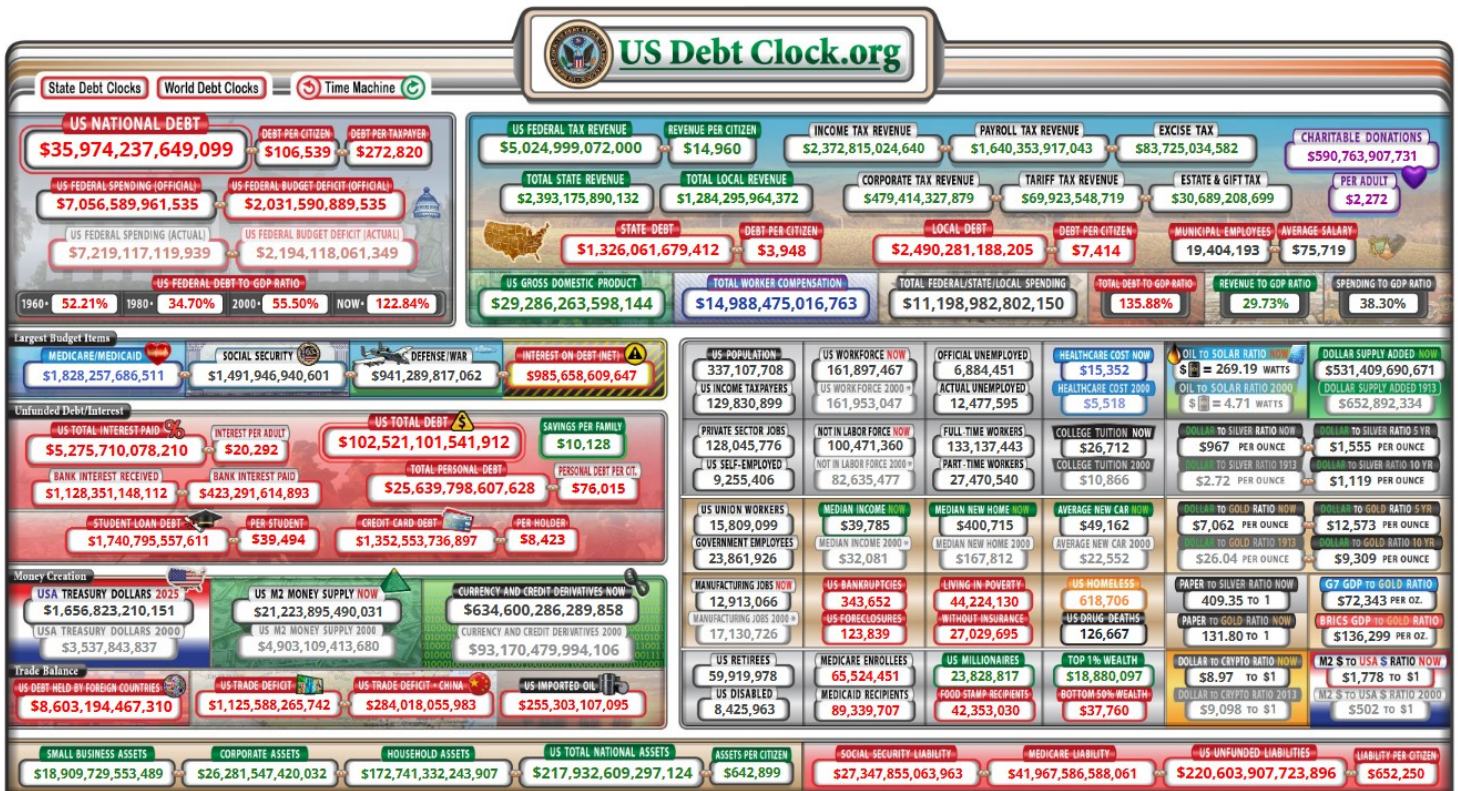 US Debt Clock.org
State Debt Clocks World Debt Clocks Time Machine
US NATIONAL DEBT
$35,974,237,649,099
DEBT PER CITIZEN
$106,539
DEBT PER TAXPAYER
$272,820
US FEDERAL SPENDING (OFFICIAL)
$7,056,589,961,535
US FEDERAL BUDGET DEFICIT (OFFICIAL)
$2,031,590,889,535
US FEDERAL SPENDING (ACTUAL)
$7,219,117,119,939
US FEDERAL BUDGET DEFICIT (ACTUAL)
$2,194,118,061,349
US FEDERAL DEBT TO GDP RATIO
1960• 52.21% 1980• 34.70% 2000• 55.50% NOW• 122.84%
US FEDERAL TAX REVENUE
$5,024,999,072,000
REVENUE PER CITIZEN
$14,960
INCOME TAX REVENUE
$2,372,815,024,640
PAYROLL TAX REVENUE
$1,640,353,917,043
EXCISE TAX
$83,725,034,582
CHARITABLE DONATIONS
$590,763,907,731
TOTAL STATE REVENUE
$2,393,175,890,132
TOTAL LOCAL REVENUE
$1,284,295,964,372
CORPORATE TAX REVENUE
$479,414,327,879
TARIFF TAX REVENUE
$69,923,548,719
ESTATE & GIFT TAX
$30,689,208,699
PER ADULT
$2,272
STATE DEBT
$1,326,061,679,412
DEBT PER CITIZEN
$3,948
LOCAL DEBT
$2,490,281,188,205
DEBT PER CITIZEN
$7,414
MUNICIPAL EMPLOYEES
19,404,193
AVERAGE SALARY
$75,719
US GROSS DOMESTIC PRODUCT
$29,286,263,598,144
TOTAL WORKER COMPENSATION
$14,988,475,016,763
TOTAL FEDERAL/STATE/LOCAL SPENDING
$11,198,982,802,150
TOTAL DEBT TO GDP RATIO
135.88%
REVENUE TO GDP RATIO
29.73%
SPENDING TO GDP RATIO
38.30%
Largest Budget Items
MEDICARE/MEDICAID
$1,828,257,686,511
SOCIAL SECURITY
$1,491,946,940,601
DEFENSE/WAR
$941,289,817,062
INTEREST ON DEBT (NET)
$985,658,609,647
Unfunded Debt/Interest
US TOTAL INTEREST PAID
$5,275,710,078,210
INTEREST PER ADULT
$20,292
US TOTAL DEBT
$102,521,101,541,912
SAVINGS PER FAMILY
$10,128
BANK INTEREST RECEIVED
$1,128,351,148,112
BANK INTEREST PAID
$423,291,614,893
TOTAL PERSONAL DEBT
$25,639,798,607,628
PERSONAL DEBT PER CIT.
$76,015
STUDENT LOAN DEBT
$1,740,795,557,611
PER STUDENT
$39,494
CREDIT CARD DEBT
$1,352,553,736,897
PER HOLDER
$8,423
Money Creation
USA TREASURY DOLLARS 2025
$1,656,823,210,151
USA TREASURY DOLLARS 2000
$3,537,843,837
US M2 MONEY SUPPLY NOW
$21,223,895,490,031
US M2 MONEY SUPPLY 2000
$4,903,109,413,680
CURRENCY AND CREDIT DERIVATIVES NOW
$634,600,286,289,858
CURRENCY AND CREDIT DERIVATIVES 2000
$93,170,479,994,106
Trade Balance
US DEBT HELD BY FOREIGN COUNTRIES
$8,603,194,467,310
US TRADE DEFICIT
$1,125,588,265,742
US TRADE DEFICIT • CHINA
$284,018,055,983
US IMPORTED OIL
$255,303,107,095
US POPULATION
337,107,708
US INCOME TAXPAYERS
129,830,899
US WORKFORCE NOW
161,897,467
US WORKFORCE 2000
161,953,047
OFFICIAL UNEMPLOYED
6,884,451
ACTUAL UNEMPLOYED
12,477,595
HEALTHCARE COST NOW
$15,352
HEALTHCARE COST 2000
$5,518
OIL TO SOLAR RATIO NOW
$ = 269.19 WATTS
OIL TO SOLAR RATIO 2000
$ = 4.71 WATTS
DOLLAR SUPPLY ADDED NOW
$531,409,690,671
DOLLAR SUPPLY ADDED 1913
$652,892,334
PRIVATE SECTOR JOBS
128,045,776
US SELF-EMPLOYED
9,255,406
NOT IN LABOR FORCE NOW
100,471,360
NOT IN LABOR FORCE 2000
82,635,477
FULL-TIME WORKERS
133,137,443
PART-TIME WORKERS
27,470,540
COLLEGE TUITION NOW
$26,712
COLLEGE TUITION 2000
$10,866
DOLLAR TO SILVER RATIO NOW
$967 PER OUNCE
DOLLAR TO SILVER RATIO 1913
$2.72 PER OUNCE
DOLLAR TO SILVER RATIO 5 YR
$1,555 PER OUNCE
DOLLAR TO SILVER RATIO 10 YR
$1,119 PER OUNCE
US UNION WORKERS
15,809,099
GOVERNMENT EMPLOYEES
23,861,926
MEDIAN INCOME NOW
$39,785
MEDIAN INCOME 2000
$32,081
MEDIAN NEW HOME NOW
$400,715
MEDIAN NEW HOME 2000
$167,812
AVERAGE NEW CAR NOW
$49,162
AVERAGE NEW CAR 2000
$22,552
DOLLAR TO GOLD RATIO NOW
$7,062 PER OUNCE
DOLLAR TO GOLD RATIO 1913
$26.04 PER OUNCE
DOLLAR TO GOLD RATIO 5 YR
$12,573 PER OUNCE
DOLLAR TO GOLD RATIO 10 YR
$9,309 PER OUNCE
MANUFACTURING JOBS NOW
12,913,066
MANUFACTURING JOBS 2000
17,130,726
US BANKRUPTCIES
343,652
US FORECLOSURES
123,839
LIVING IN POVERTY
44,224,130
WITHOUT INSURANCE
27,029,695
US HOMELESS
618,706
US DRUG DEATHS
126,667
PAPER TO SILVER RATIO NOW
409.35 TO 1
PAPER TO GOLD RATIO NOW
131.80 TO 1
G7 GDP TO GOLD RATIO
$72,343 PER OZ.
BRICS GDP TO GOLD RATIO
$136,299 PER OZ.
US RETIREES
59,919,978
US DISABLED
8,425,963
MEDICARE ENROLLEES
65,524,451
MEDICAID RECIPIENTS
89,339,707
US MILLIONAIRES
23,828,817
FOOD STAMP RECIPIENTS
42,353,030
TOP 1% WEALTH
$18,880,097
BOTTOM 50% WEALTH
$37,760
DOLLAR TO CRYPTO RATIO NOW
$8.97 TO $1
DOLLAR TO CRYPTO RATIO 2013
$9,098 TO $1
M2 $ TO USA $ RATIO NOW
$1,778 TO $1
M2 $ TO USA $ RATIO 2000
$502 TO $1
SMALL BUSINESS ASSETS
$18,909,729,553,489
CORPORATE ASSETS
$26,281,547,420,032
HOUSEHOLD ASSETS
$172,741,332,243,907
US TOTAL NATIONAL ASSETS
$217,932,609,297,124
ASSETS PER CITIZEN
$642,899
SOCIAL SECURITY LIABILITY
$27,347,855,063,963
MEDICARE LIABILITY
$41,967,586,588,061
US UNFUNDED LIABILITIES
$220,603,907,723,896
LIABILITY PER CITIZEN
$652,250